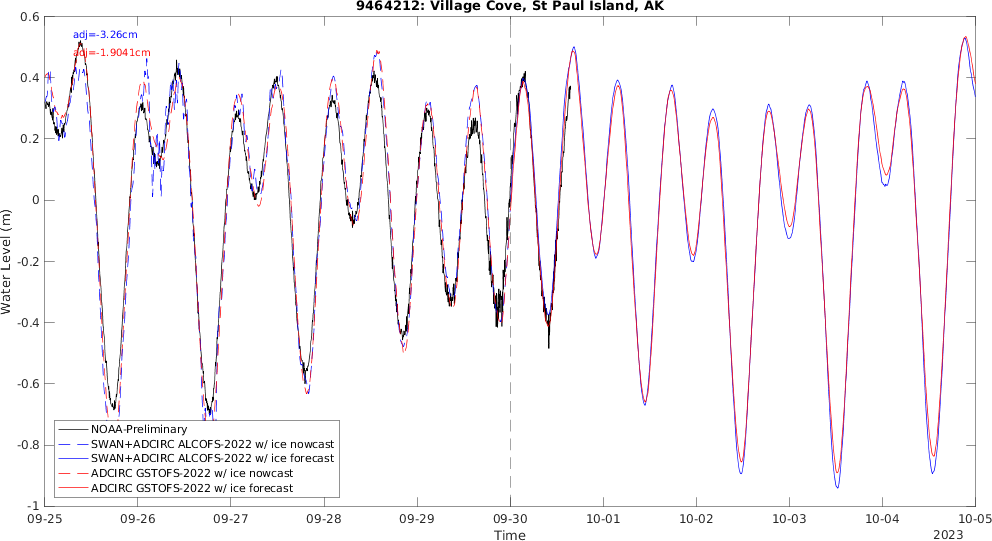 9464212: Village Cove, St Paul Island, AK
adj=-3.26cm
adj=-1.9041cm
0.6
0.4
0.2
0
-0.2
-0.4
-0.6
-0.8
-1
Water Level (m)
NOAA-Preliminary
SWAN+ADCIRC ALCOFS-2022 w/ ice nowcast
SWAN+ADCIRC ALCOFS-2022 w/ ice forecast
ADCIRC GSTOFS-2022 w/ ice nowcast
ADCIRC GSTOFS-2022 w/ ice forecast
09-25 09-26 09-27 09-28 09-29 09-30 10-01 10-02 10-03 10-04 10-05
Time
2023